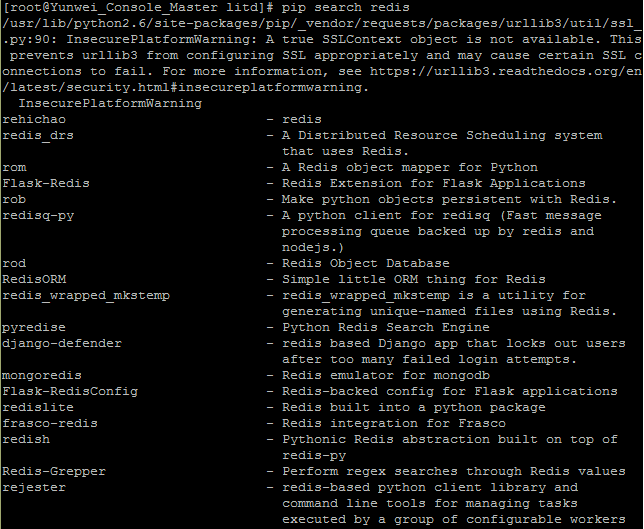 [root@Yunwei_Console_Master litd]# pip search redis
/usr/lib/python2.6/site-packages/pip/_vendor/requests/packages/urllib3/util/ssl_
.py:90: InsecurePlatformWarning: A true SSLContext object is not available. This
 prevents urllib3 from configuring SSL appropriately and may cause certain SSL c
onnections to fail. For more information, see https://urllib3.readthedocs.org/en
/latest/security.html#insecureplatformwarning.
  InsecurePlatformWarning
rehichao                         - redis
redis_drs                        - A Distributed Resource Scheduling system
                                   that uses Redis.
rom                              - A Redis object mapper for Python
Flask-Redis                      - Redis Extension for Flask Applications
rob                              - Make python objects persistent with Redis.
redisq-py                        - A python client for redisq (Fast message
                                   processing queue backed up by redis and
                                   nodejs.)
rod                              - Redis Object Database
RedisORM                         - Simple little ORM thing for Redis
redis_wrapped_mkstemp            - redis_wrapped_mkstemp is a utility for
                                   generating unique-named files using Redis.
pyredise                         - Python Redis Search Engine
django-defender                  - redis based Django app that locks out users
                                   after too many failed login attempts.
mongoredis                       - Redis emulator for mongodb
Flask-RedisConfig                - Redis-backed config for Flask applications
redislite                        - Redis built into a python package
frasco-redis                     - Redis integration for Frasco
redish                           - Pythonic Redis abstraction built on top of
                                   redis-py
Redis-Grepper                    - Perform regex searches through Redis values
rejester                         - redis-based python client library and
                                   command line tools for managing tasks
                                   executed by a group of configurable workers